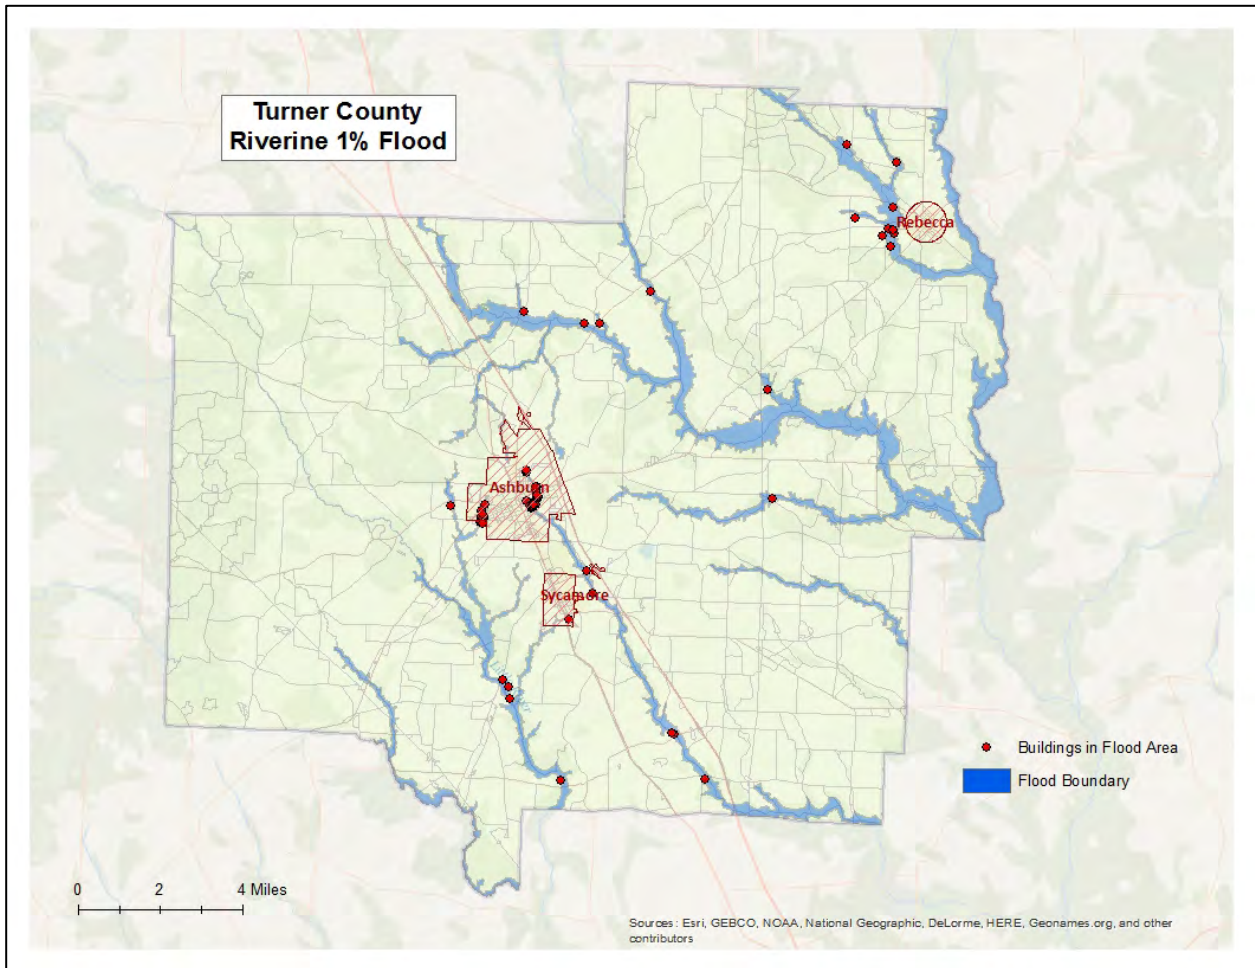 Turner County
Riverine 1% Flood
Rebecca
Ashburn
Sycamore
Buildings in Flood Area
Flood Boundary
0 2 4 Miles
Sources: Esri, GEBCO, NOAA, National Geographic, DeLorme, HERE, Geonames.org, and other
contributors